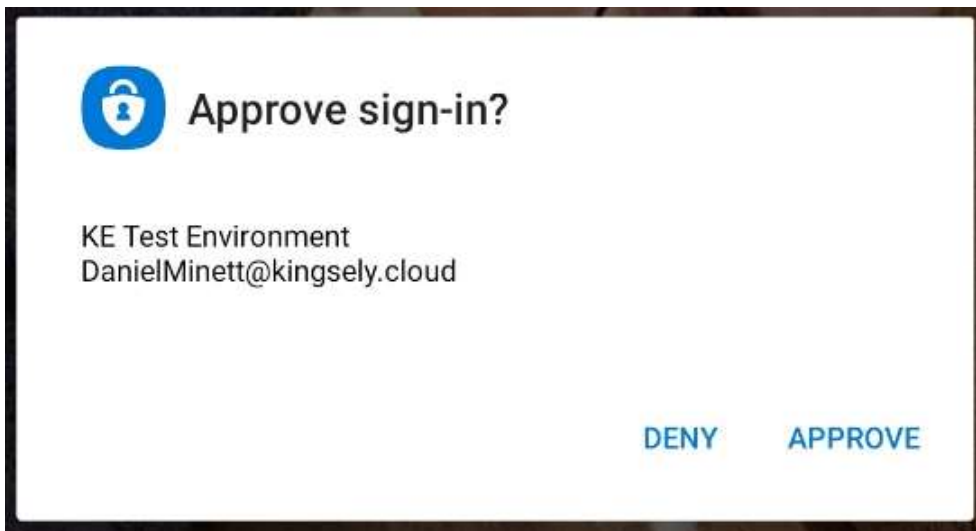 Approve sign-in?
KE Test Environment
DanielMinett@kingsely.cloud
DENY APPROVE